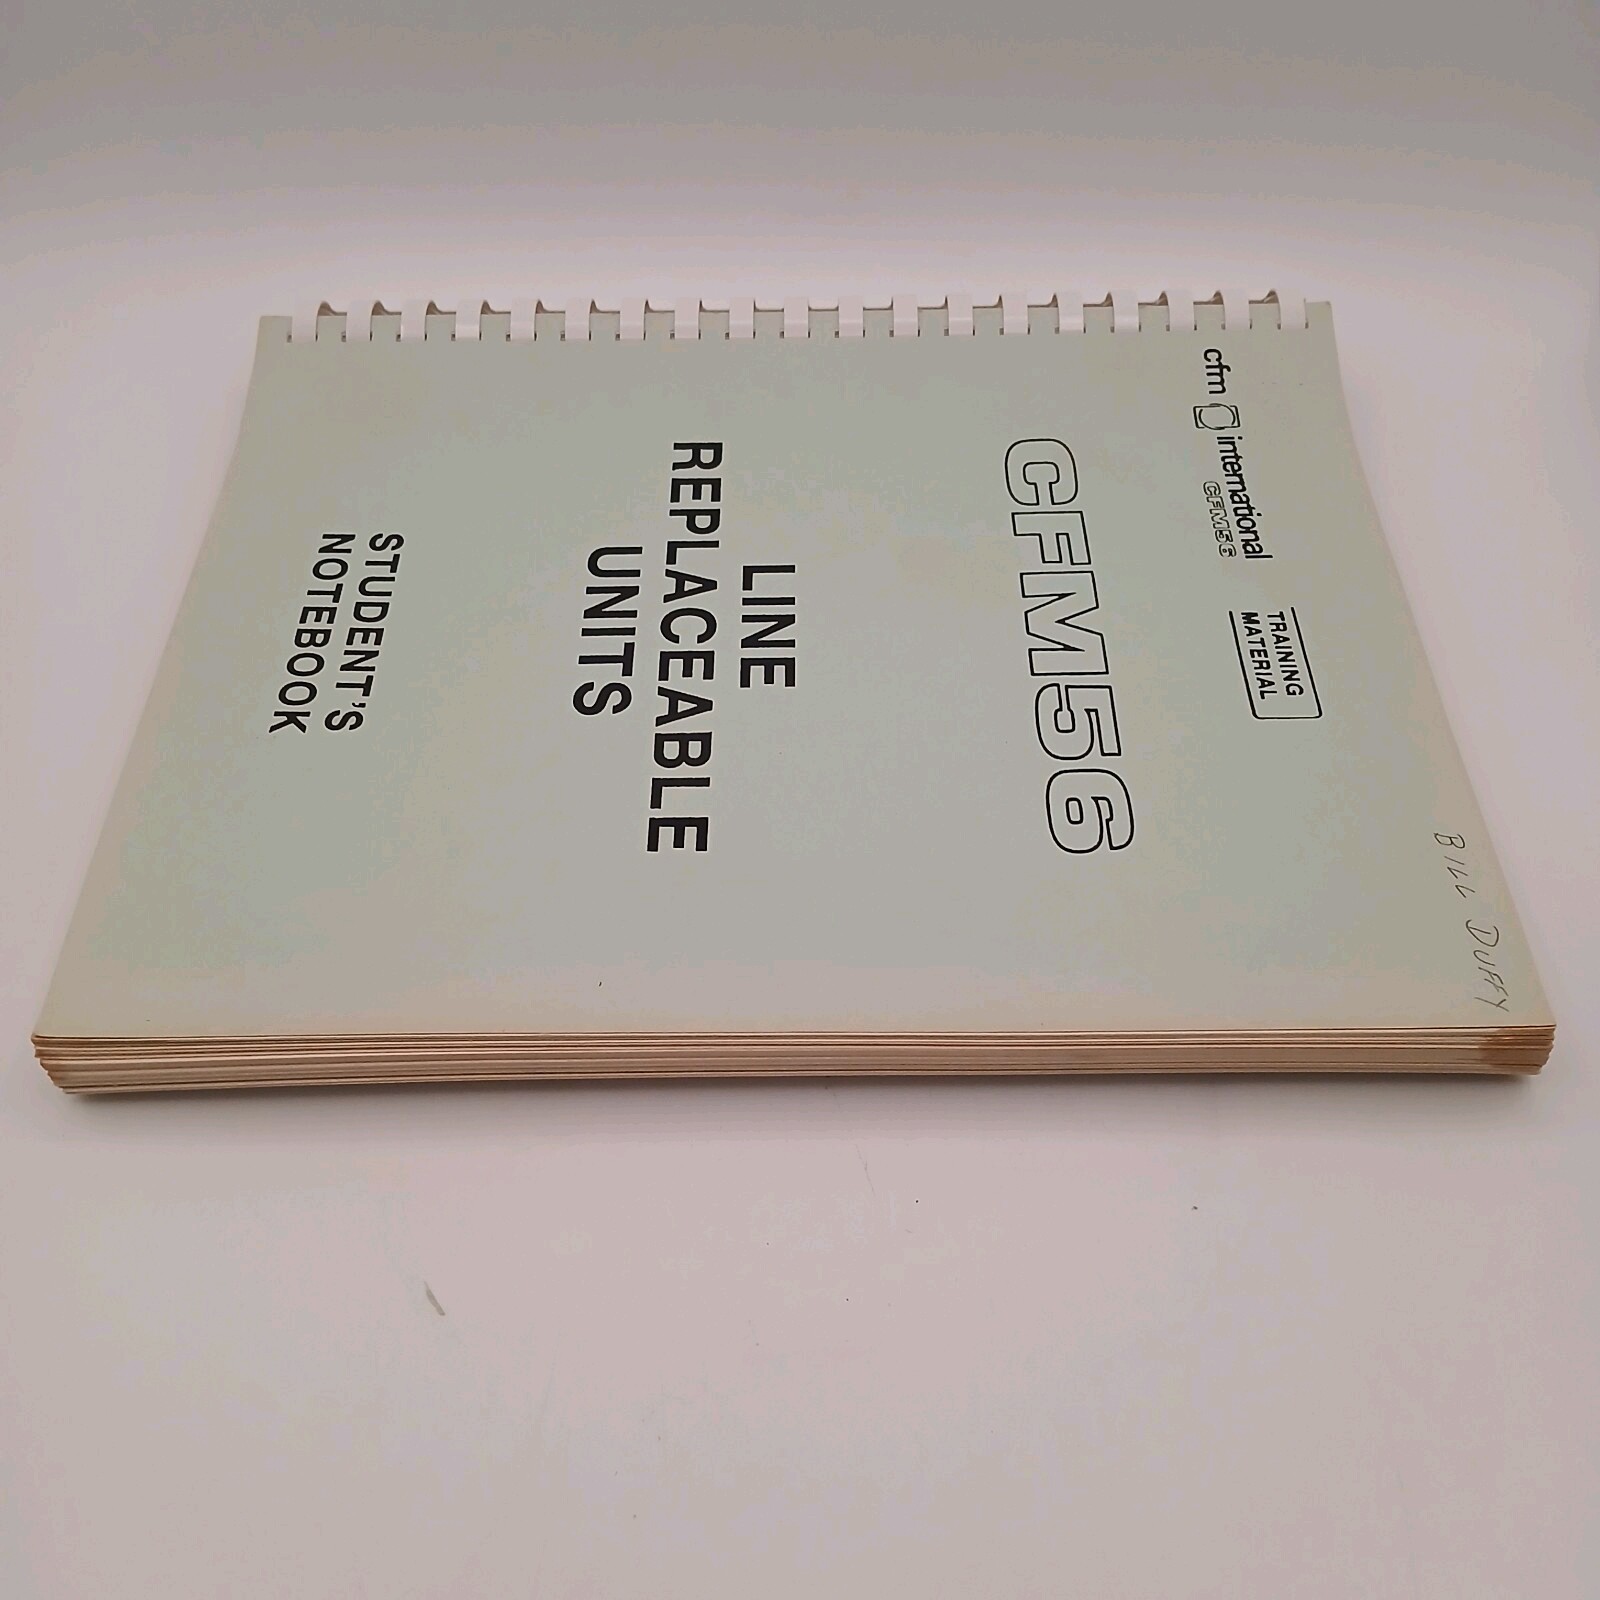 cfm international
CFM56
TRAINING
MATERIAL
BILL DUFFY
CFM56
LINE
REPLACEABLE
UNITS
STUDENT'S
NOTEBOOK